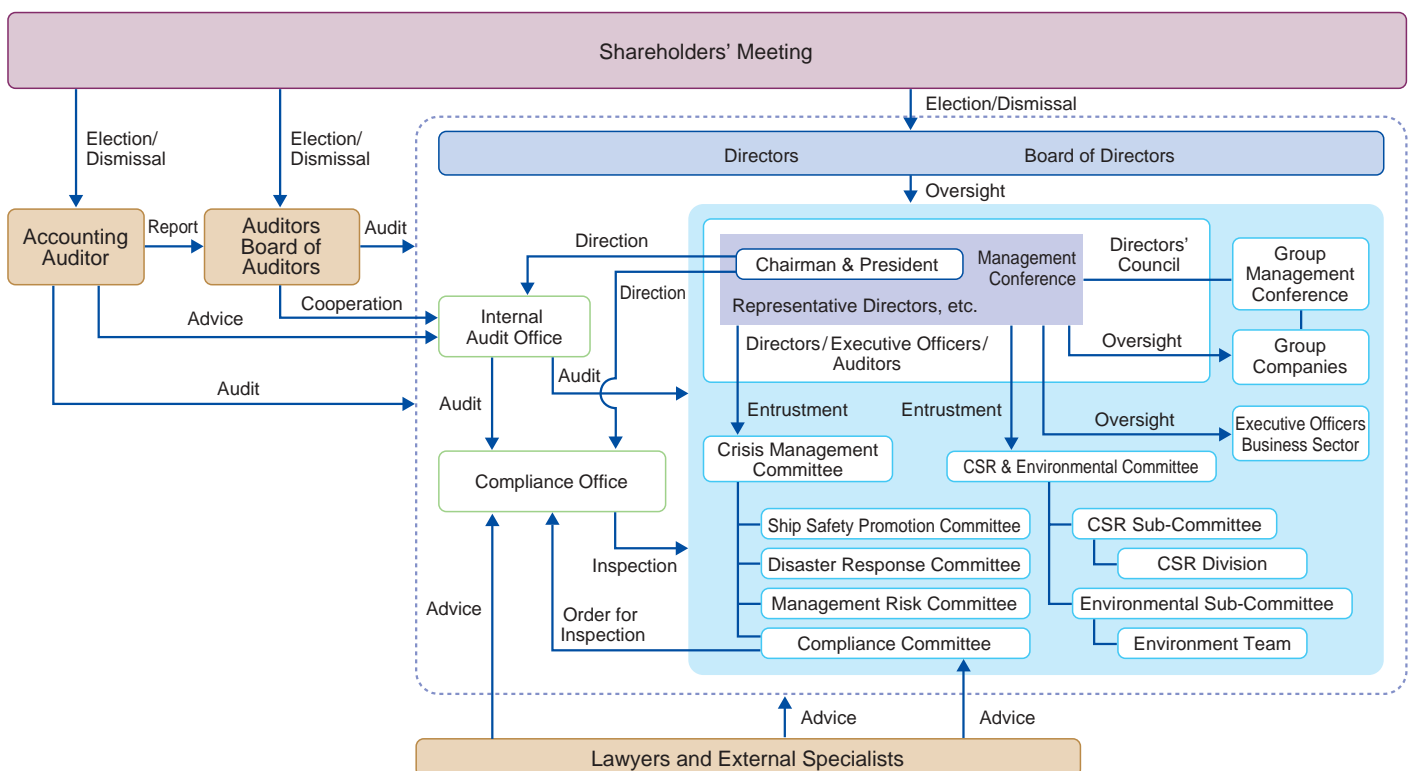 Shareholders' Meeting
Election/
Dismissal
Election/
Dismissal
Election/Dismissal
Directors
Board of Directors
Oversight
Accounting
Auditor
Report
Auditors
Board of
Auditors
Audit
Direction
Direction
Chairman & President
Management
Conference
Representative Directors, etc.
Directors'
Council
Directors/Executive Officers/
Auditors
Group
Management
Conference
Oversight
Group
Companies
Cooperation
Advice
Internal
Audit Office
Audit
Audit
Audit
Entrustment
Entrustment
Oversight
Executive Officers
Business Sector
Crisis Management
Committee
CSR & Environmental Committee
Compliance Office
Ship Safety Promotion Committee
CSR Sub-Committee
Inspection
Disaster Response Committee
CSR Division
Advice
Order for
Inspection
Management Risk Committee
Environmental Sub-Committee
Compliance Committee
Environment Team
Advice
Advice
Lawyers and External Specialists